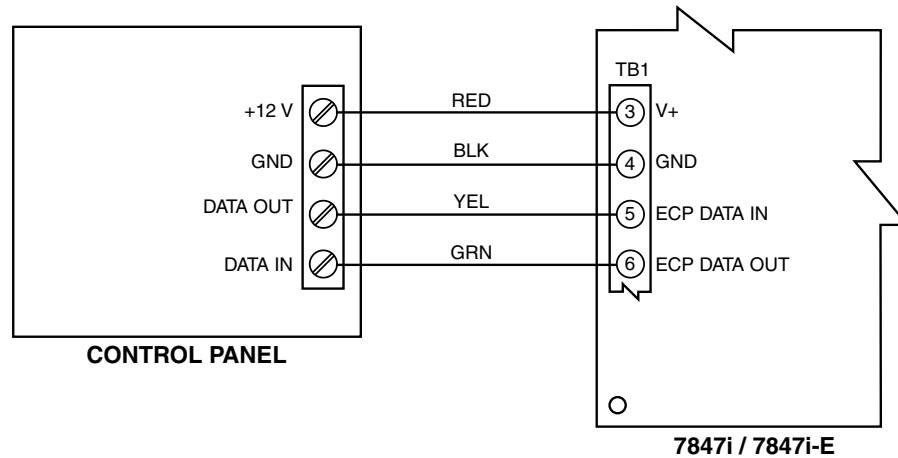 TB1
+12 V RED 3 V+
GND BLK 4 GND
DATA OUT YEL 5 ECP DATA IN
DATA IN GRN 6 ECP DATA OUT
CONTROL PANEL
7847i / 7847i-E